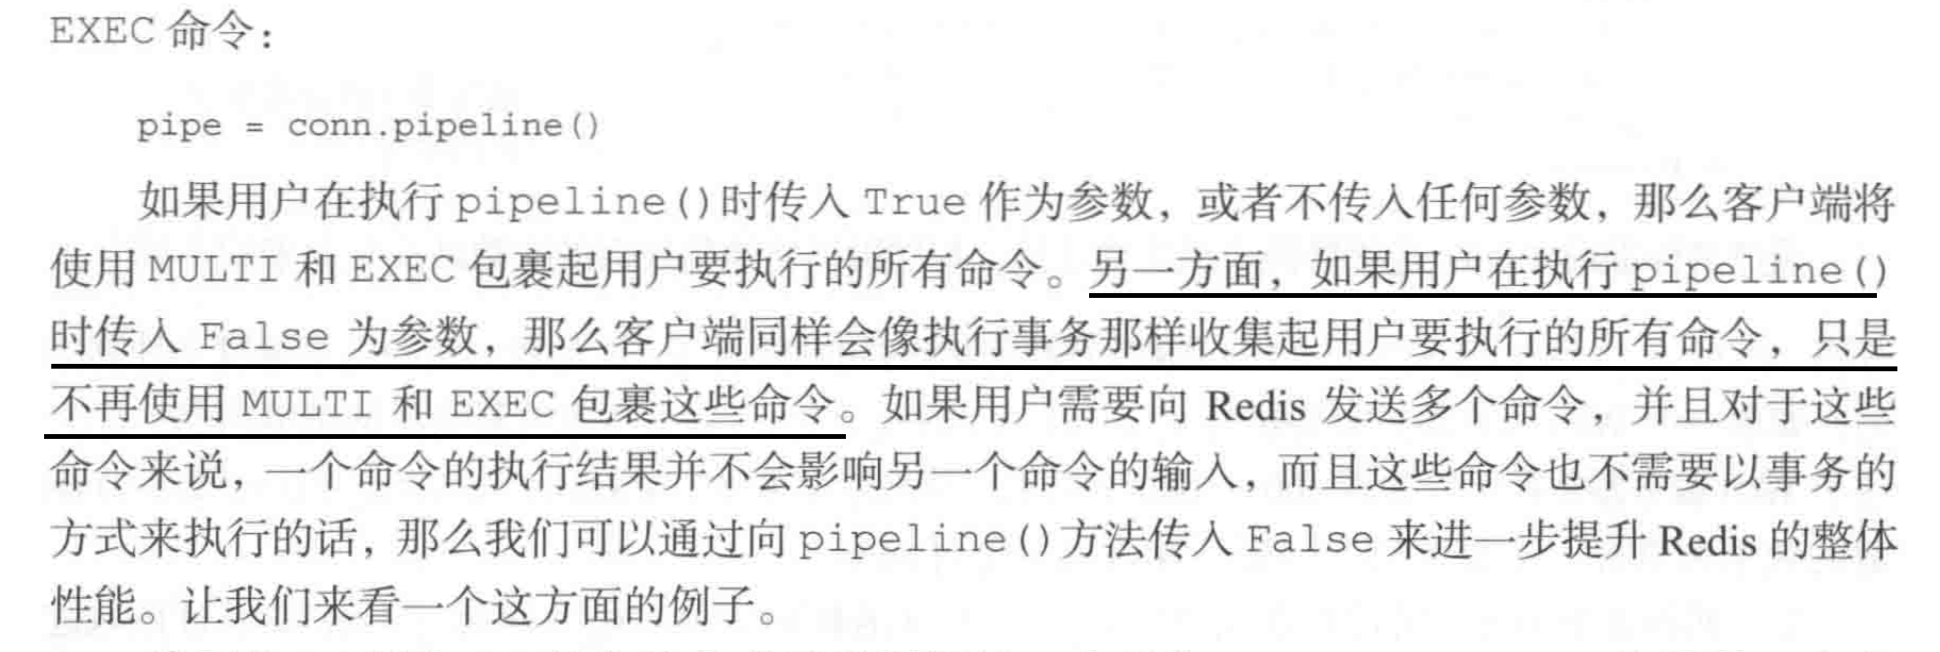 EXEC 命令：
pipe = conn.pipeline()
如果用户在执行 pipeline()时传入 True 作为参数，或者不传入任何参数，那么客户端将
使用 MULTI 和 EXEC 包裹起用户要执行的所有命令。另一方面，如果用户在执行 pipeline()
时传入 False 为参数，那么客户端同样会像执行事务那样收集起用户要执行的所有命令，只是
不再使用 MULTI 和 EXEC 包裹这些命令。如果用户需要向 Redis 发送多个命令，并且对于这些
命令来说，一个命令的执行结果并不会影响另一个命令的输入，而且这些命令也不需要以事务的
方式来执行的话，那么我们可以通过向 pipeline()方法传入 False 来进一步提升 Redis 的整体
性能。让我们来看一个这方面的例子。